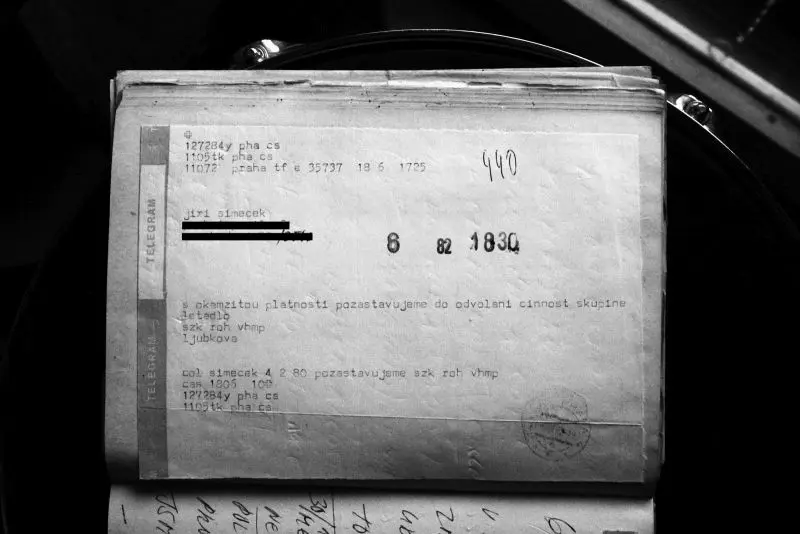 127284y pha cs
1105tk pha cs
11072 praha tf e 35737 18 6 1725
440
jiri simecek
6 82 1830
s okamzitou platnosti pozastavujeme do odvolani cinnost skupine
letadlo
szk roh vhmp
ljubkova
col simecek 4 2 80 pozastavujeme szk roh vhmp
cas 1806 100
127284y pha cs
1105tk pha cs
TELEGRAM
TELEGRAM